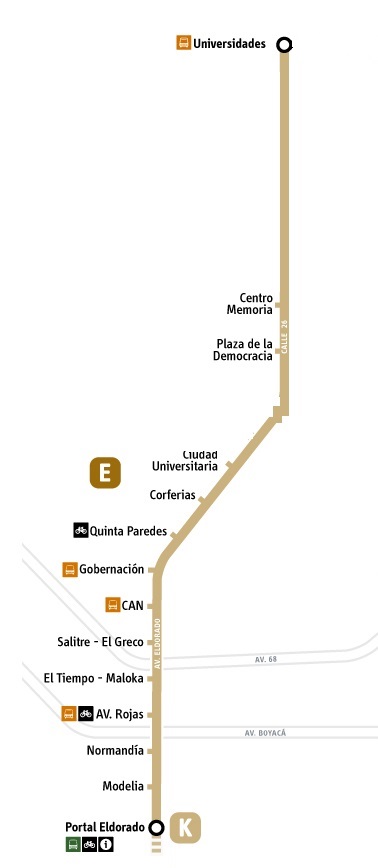 Universidades
Centro
Memoria
CALLE 26
Plaza de la
Democracia
Ciudad
Universitaria
E
Corferias
Quinta Paredes
Gobernación
CAN
AV. ELDORADO
Salitre - El Greco
AV. 68
El Tiempo - Maloka
AV. Rojas
AV. BOYACÁ
Normandía
Modelia
Portal Eldorado
K
i